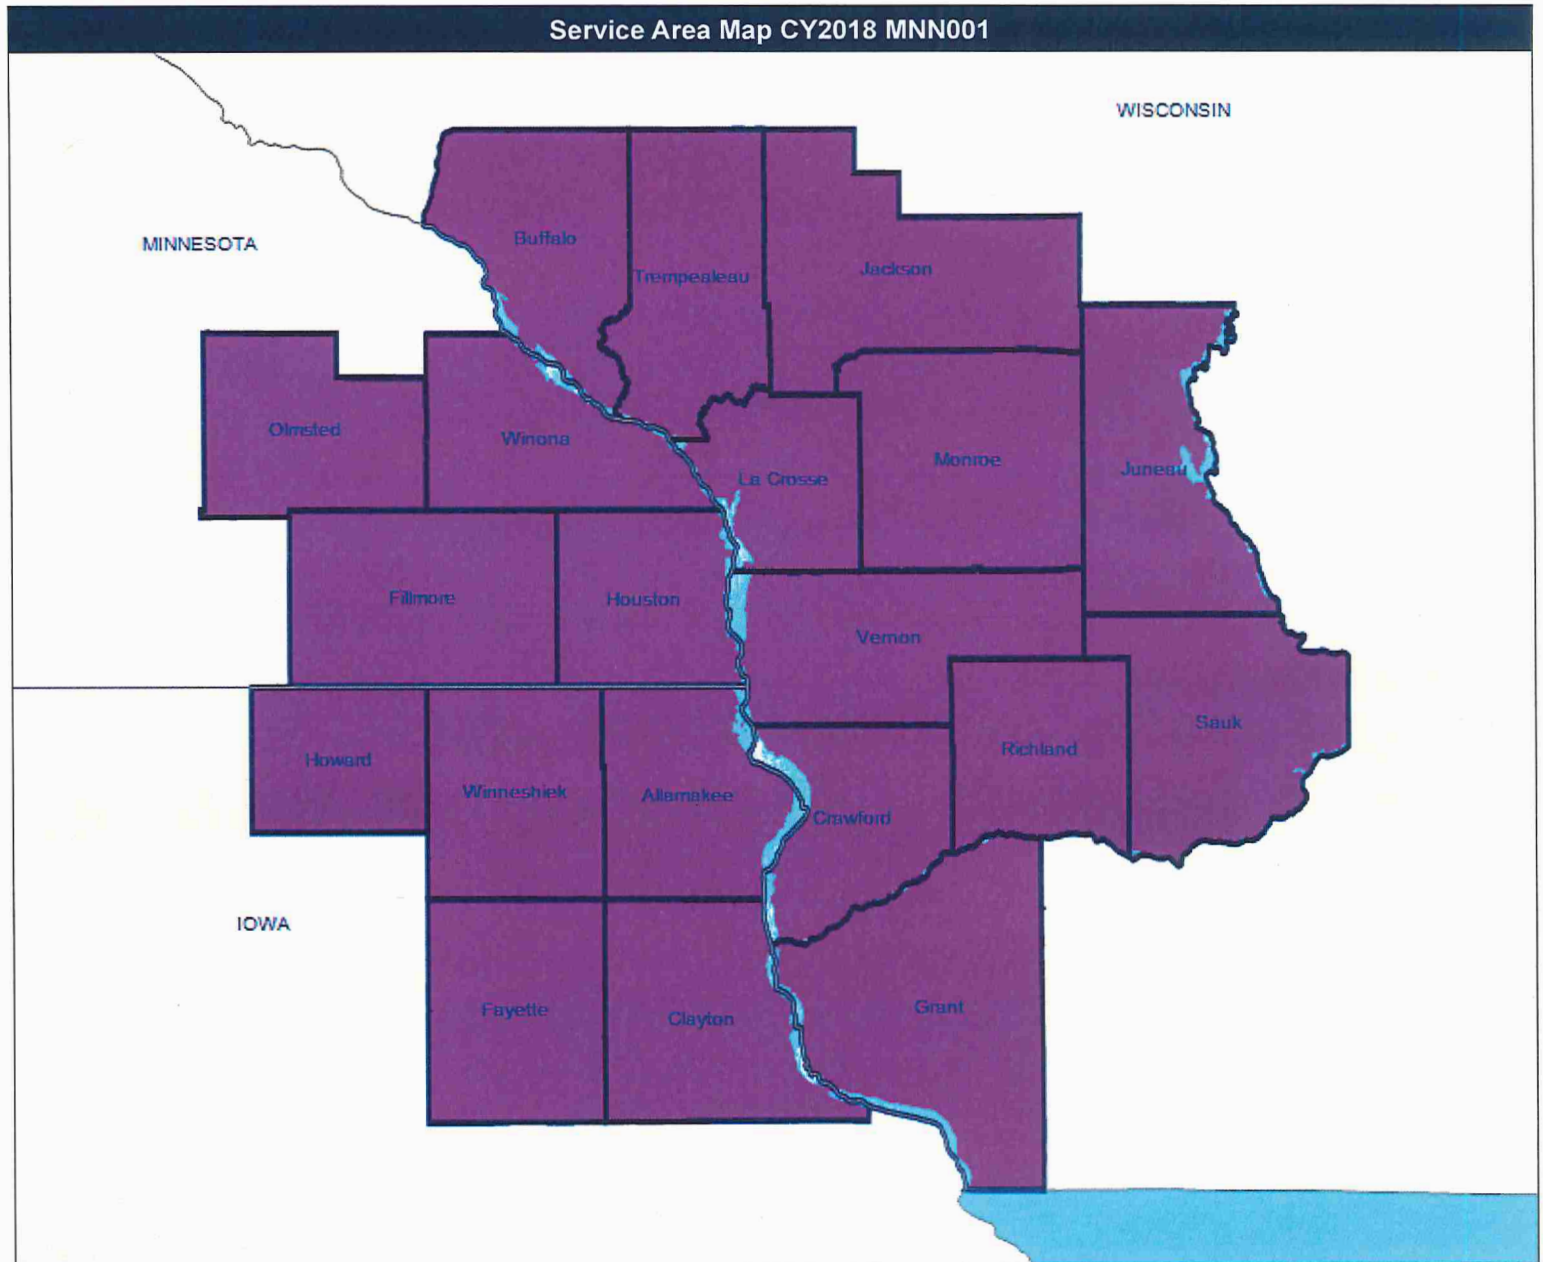 Service Area Map CY2018 MNN001
WISCONSIN
MINNESOTA
Buffalo
Trempealeau
Jackson
Olmsted
Winona
La Crosse
Monroe
Juneau
Fillmore
Houston
Vernon
Howard
Winneshiek
Allamakee
Crawford
Richland
Sauk
IOWA
Fayette
Clayton
Grant